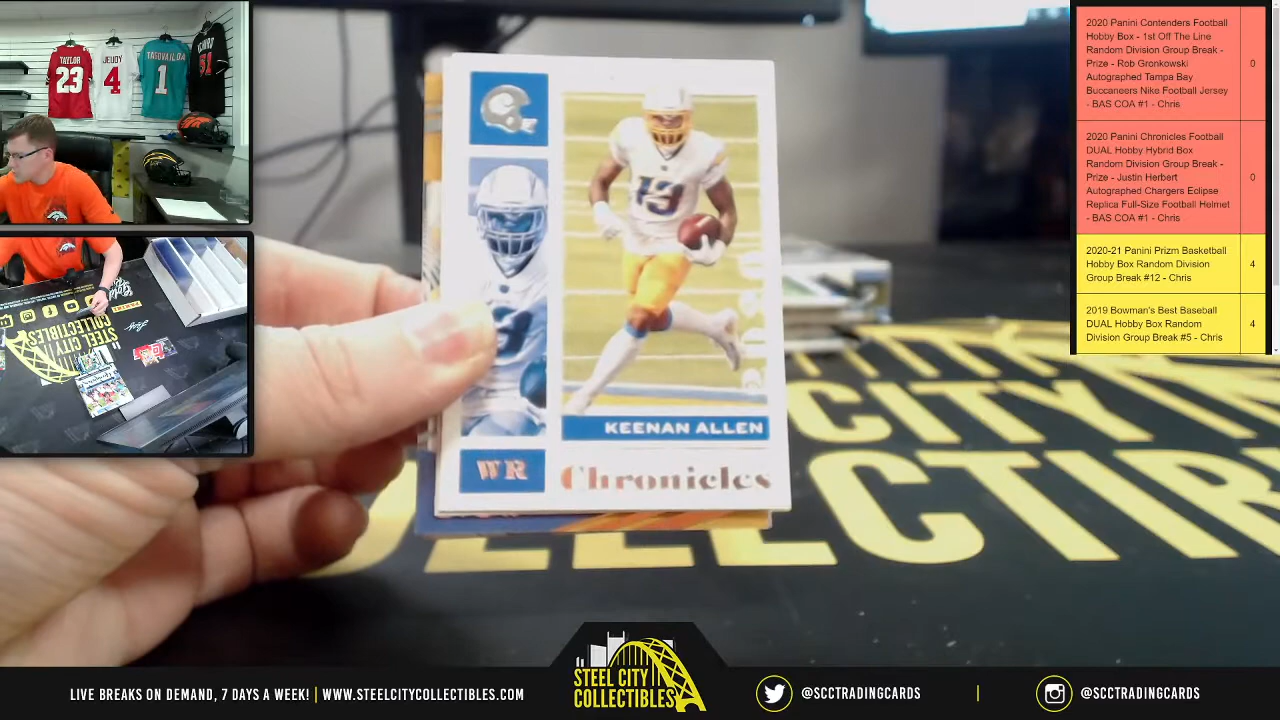 TAYLOR
23
JEUDY
4
TAGOVAILOA
1
51
STEEL CITY
COLLECTIBLES
13
KEENAN ALLEN
WR
Chronicles
CITY
2020 Panini Contenders Football
Hobby Box - 1st Off The Line
Random Division Group Break -
Prize - Rob Gronkowski
Autographed Tampa Bay
Buccaneers Nike Football Jersey
- BAS COA #1 - Chris
0
2020 Panini Chronicles Football
DUAL Hobby Hybrid Box
Random Division Group Break -
Prize - Justin Herbert
Autographed Chargers Eclipse
Replica Full-Size Football Helmet
- BAS COA #1 - Chris
0
2020-21 Panini Prizm Basketball
Hobby Box Random Division
Group Break #12 - Chris
4
2019 Bowman's Best Baseball
DUAL Hobby Box Random
Division Group Break #5 - Chris
4
LIVE BREAKS ON DEMAND, 7 DAYS A WEEK! | WWW.STEELCITYCOLLECTIBLES.COM
STEEL CITY
COLLECTIBLES
@SCCTRADINGCARDS
@SCCTRADINGCARDS